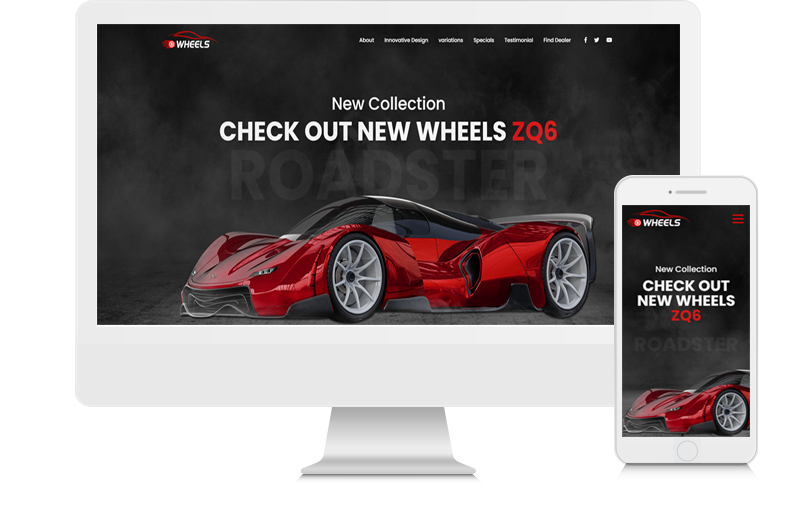 WHEELS
About Innovative Design variations Specials Testimonial Find Dealer
New Collection
CHECK OUT NEW WHEELS ZQ6
ROADSTER
WHEELS
New Collection
CHECK OUT
NEW WHEELS
ZQ6
ROADSTER